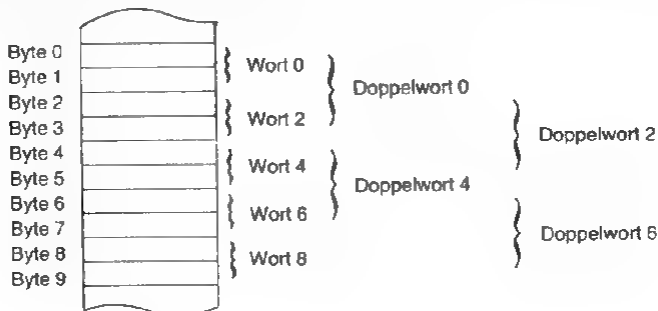 Byte 0
Byte 1
Byte 2
Byte 3
Byte 4
Byte 5
Byte 6
Byte 7
Byte 8
Byte 9
Wort 0
Wort 2
Wort 4
Wort 6
Wort 8
Doppelwort 0
Doppelwort 4
Doppelwort 2
Doppelwort 6